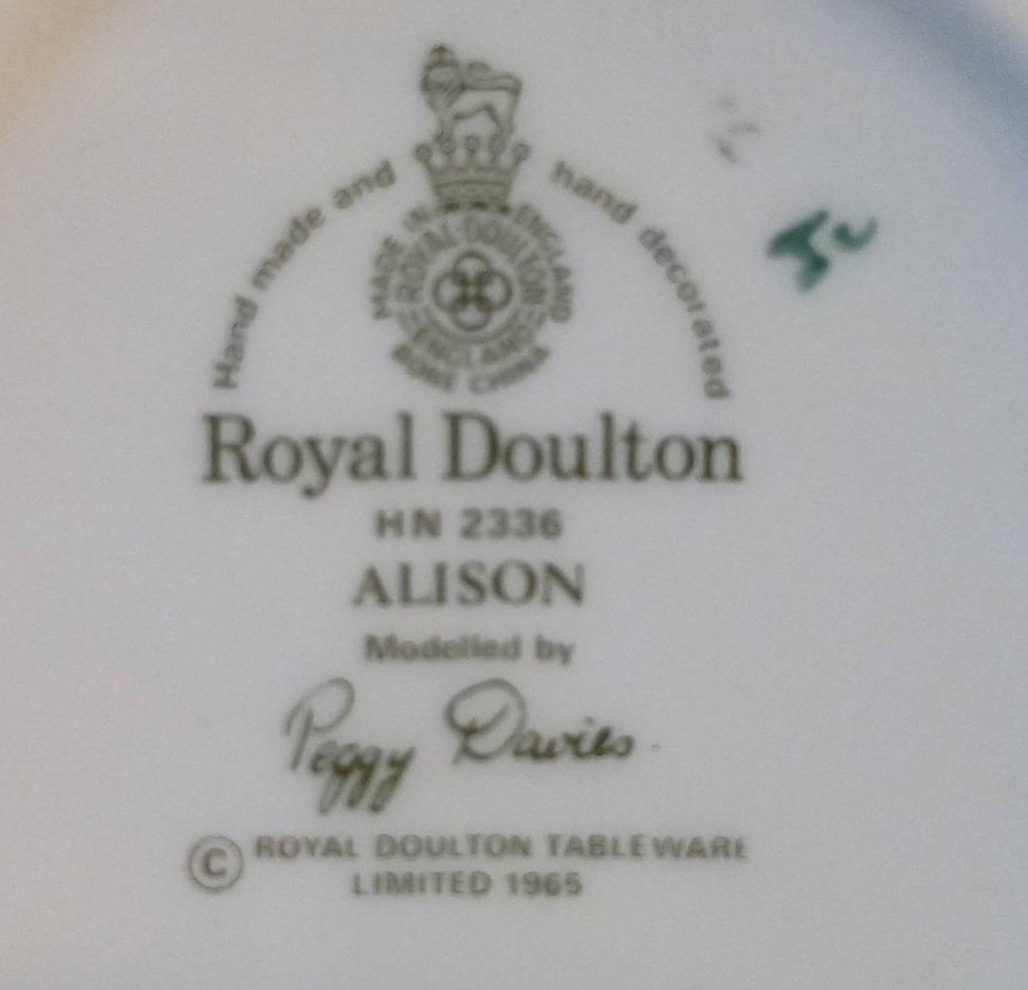 Hand made and hand decorated
MADE IN ENGLAND
ROYAL DOULTON
ENGLAND
BONE CHINA
Royal Doulton
HN 2336
ALISON
Modelled by
Peggy Davies
© ROYAL DOULTON TABLEWARE
LIMITED 1965